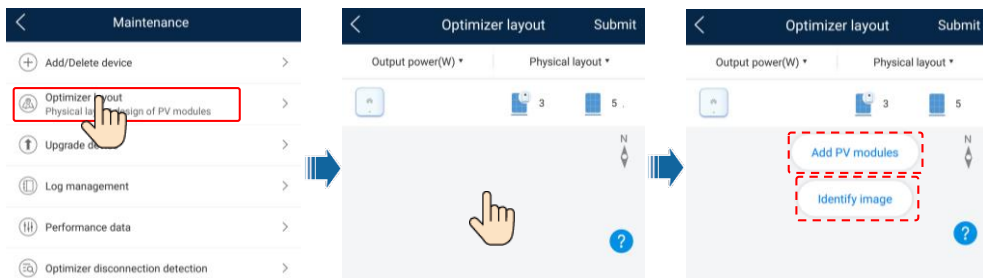 Maintenance
Add/Delete device
Optimizer layout
Physical layout design of PV modules
Upgrade device
Log management
Performance data
Optimizer disconnection detection
Optimizer layout Submit
Output power(W) Physical layout
3 5
N
?
Optimizer layout Submit
Output power(W) Physical layout
3 5
N
Add PV modules
Identify image
?